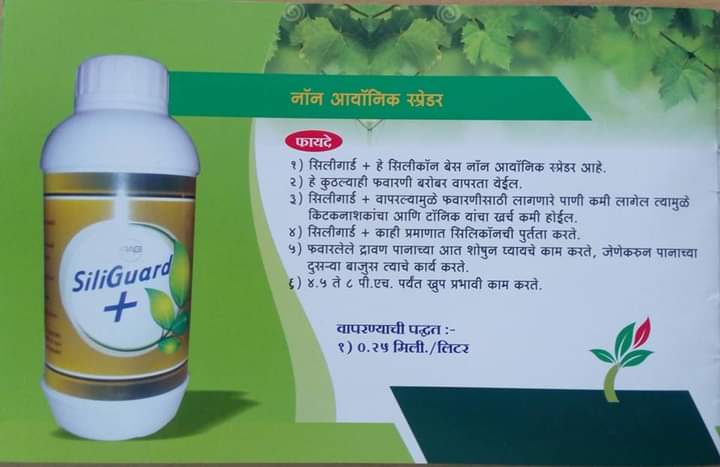 नॉन आयॉनिक स्प्रेडर
फायदे
१) सिलीगार्ड + हे सिलीकॉन बेस नॉन आयॉनिक स्प्रेडर आहे.
२) हे कुठल्याही फवारणी बरोबर वापरता येईल.
३) सिलीगार्ड + वापरल्यामुळे फवारणीसाठी लागणारे पाणी कमी लागेल त्यामुळे
किटकनाशकांचा आणि टॉनिक यांचा खर्च कमी होईल.
४) सिलीगार्ड + काही प्रमाणात सिलिकॉनची पुर्तता करते.
५) फवारलेले द्रावण पानाच्या आत शोषुन घ्यायचे काम करते, जेणेकरुन पानाच्या
दुसऱ्या बाजुस त्याचे कार्य करते.
६) ४.५ ते ८ पी.एच. पर्यंत खुप प्रभावी काम करते.
SiliGuard
+
वापरण्याची पद्धत :-
१) ०.२५ मिली./लिटर